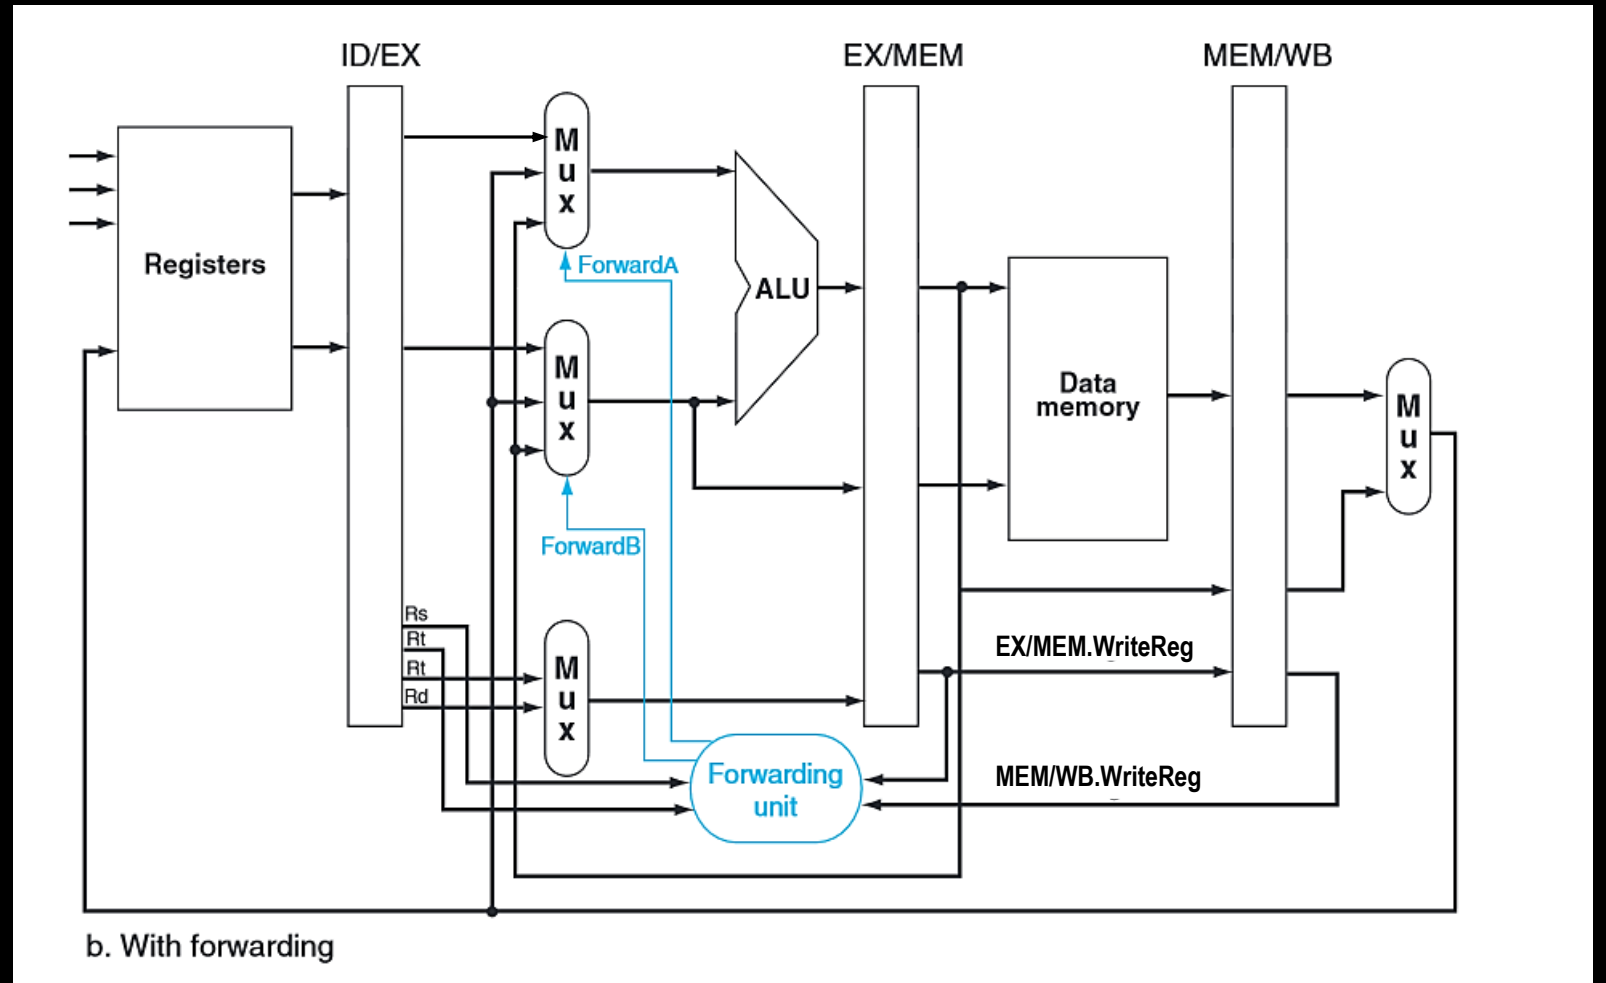 ID/EX
EX/MEM
MEM/WB
Registers
M
u
x
ForwardA
ALU
M
u
x
ForwardB
Data
memory
M
u
x
Rs
Rt
Rt
Rd
M
u
x
EX/MEM.WriteReg
Forwarding
unit
MEM/WB.WriteReg
b. With forwarding